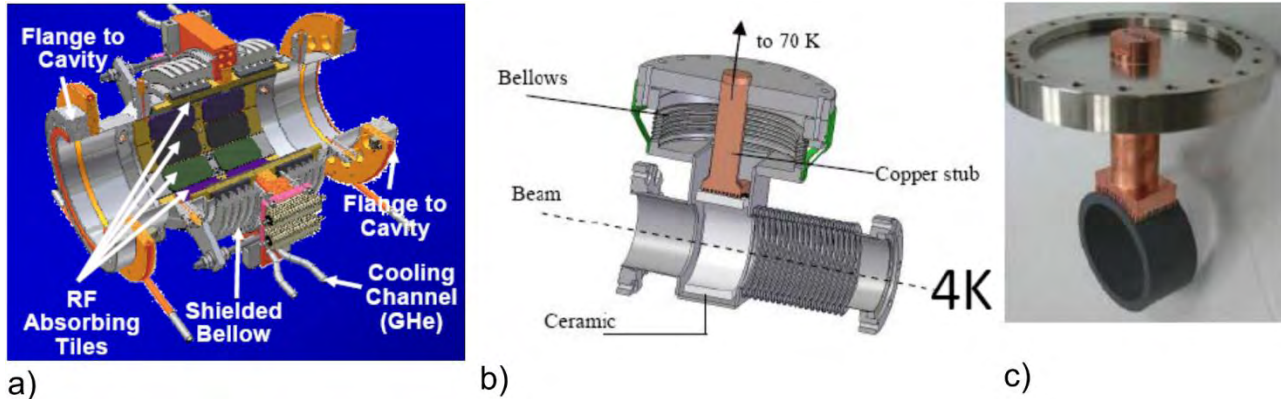 Flange to
Cavity
Flange to
Cavity
RF
Absorbing
Tiles
Shielded
Bellow
Cooling
Channel
(GHe)
a)
to 70 K
Bellows
Copper stub
Beam
4K
Ceramic
b)
c)